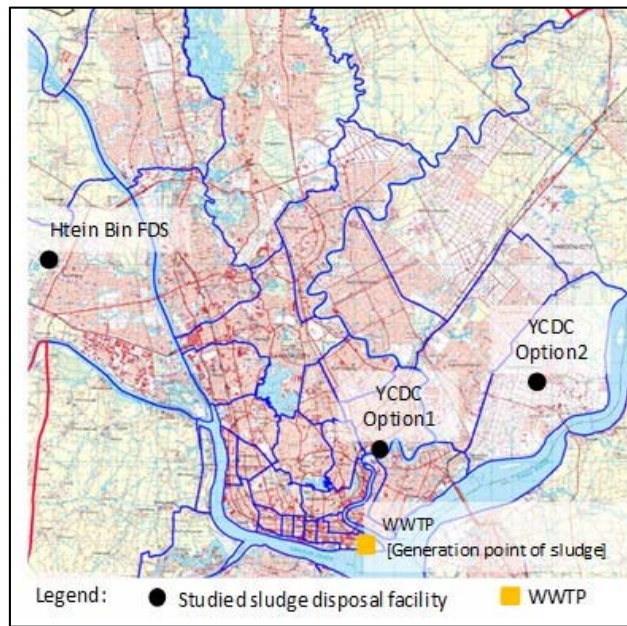 Htein Bin FDS
YCDC
Option2
YCDC
Option1
WWTP
[Generation point of sludge]
Legend:
Studied sludge disposal facility
WWTP